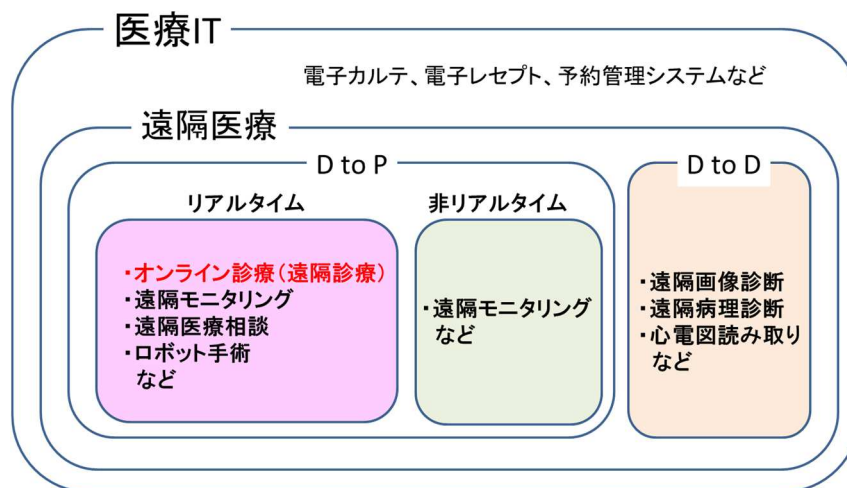 医療IT
電子カルテ、電子レセプト、予約管理システムなど
遠隔医療
D to P
D to D
リアルタイム
非リアルタイム
・オンライン診療(遠隔診療)
・遠隔モニタリング
・遠隔医療相談
・ロボット手術
など
・遠隔モニタリング
など
・遠隔画像診断
・遠隔病理診断
・心電図読み取り
など